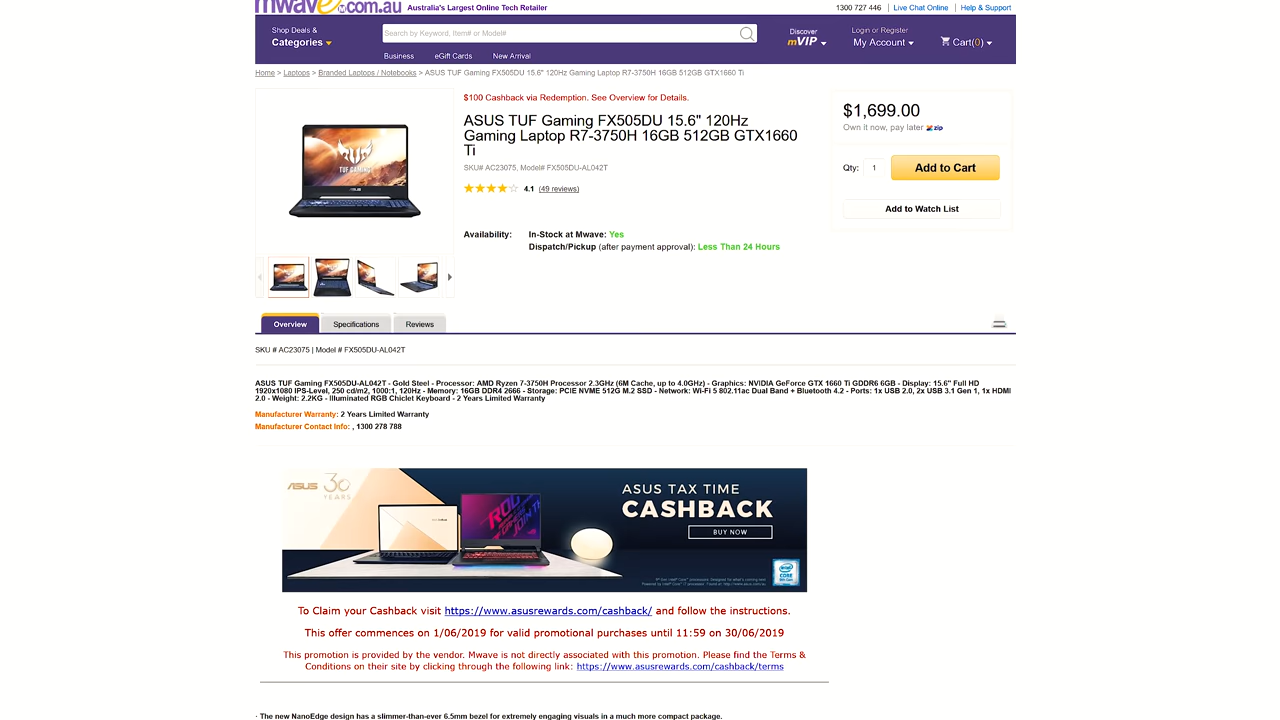 mwave.com.au Australia's Largest Online Tech Retailer
1300 727 446 | Live Chat Online | Help & Support
Shop Deals &
Categories
Search by Keyword, Item# or Model#
Discover
mVIP
Login or Register
My Account
Cart(0)
Business eGift Cards New Arrival
Home > Laptops > Branded Laptops / Notebooks > ASUS TUF Gaming FX505DU 15.6" 120Hz Gaming Laptop R7-3750H 16GB 512GB GTX1660 Ti
$100 Cashback via Redemption. See Overview for Details.
ASUS TUF Gaming FX505DU 15.6" 120Hz
Gaming Laptop R7-3750H 16GB 512GB GTX1660
Ti
SKU# AC23075, Model# FX505DU-AL042T
4.1 (49 reviews)
Availability: In-Stock at Mwave: Yes
Dispatch/Pickup (after payment approval): Less Than 24 Hours
$1,699.00
Own it now, pay later zip
Qty: 1 Add to Cart
Add to Watch List
TUF GAMING
Overview Specifications Reviews
SKU # AC23075 | Model # FX505DU-AL042T
ASUS TUF Gaming FX505DU-AL042T - Gold Steel - Processor: AMD Ryzen 7-3750H Processor 2.3GHz (6M Cache, up to 4.0GHz) - Graphics: NVIDIA GeForce GTX 1660 Ti GDDR6 6GB - Display: 15.6" Full HD
1920x1080 IPS-Level, 250 cd/m2, 1000:1, 120Hz - Memory: 16GB DDR4 2666 - Storage: PCIE NVME 512G M.2 SSD - Network: Wi-Fi 5 802.11ac Dual Band + Bluetooth 4.2 - Ports: 1x USB 2.0, 2x USB 3.1 Gen 1, 1x HDMI
2.0 - Weight: 2.2KG - Illuminated RGB Chiclet Keyboard - 2 Years Limited Warranty
Manufacturer Warranty: 2 Years Limited Warranty
Manufacturer Contact Info: , 1300 278 788
ASUS 30
YEARS
ASUS TAX TIME
CASHBACK
BUY NOW
intel
CORE
To Claim your Cashback visit https://www.asusrewards.com/cashback/ and follow the instructions.
This offer commences on 1/06/2019 for valid promotional purchases until 11:59 on 30/06/2019
This promotion is provided by the vendor. Mwave is not directly associated with this promotion. Please find the Terms &
Conditions on their site by clicking through the following link: https://www.asusrewards.com/cashback/terms
· The new NanoEdge design has a slimmer-than-ever 6.5mm bezel for extremely engaging visuals in a much more compact package.